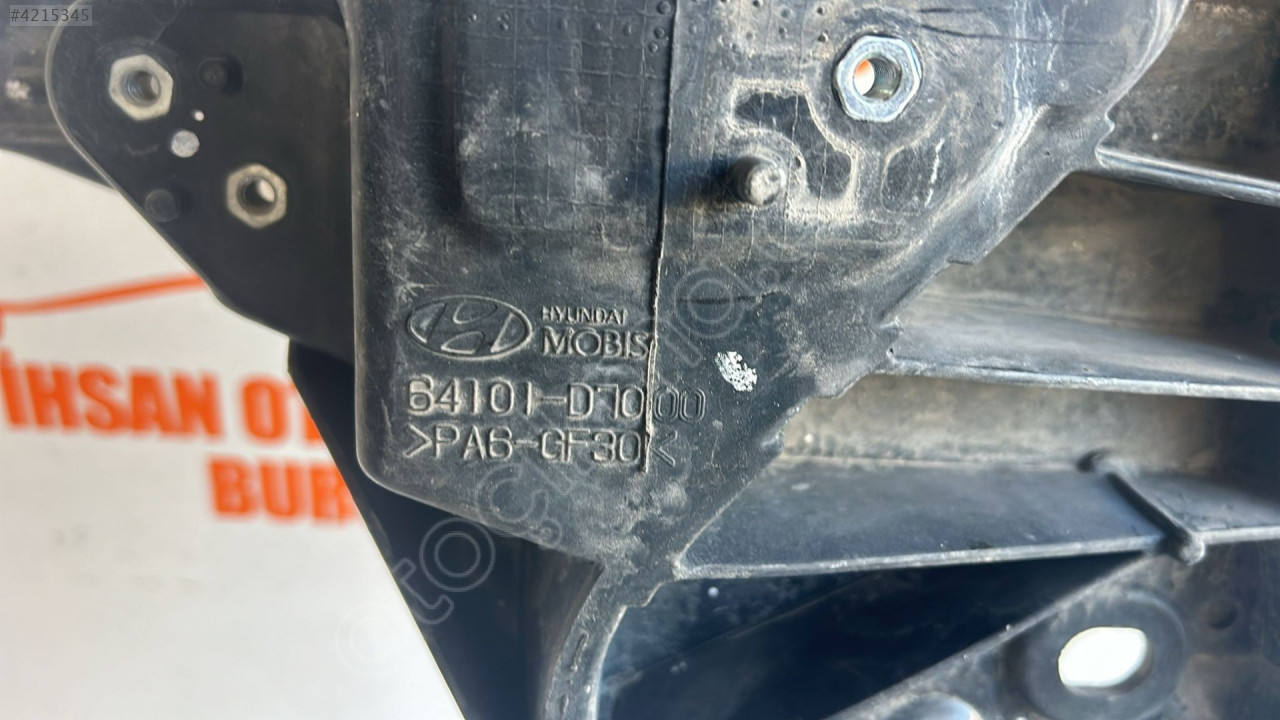 #4215345
HYUNDAI
MOBIS
64101-D7000
>PA6-GF30<
İHSAN OT
BUR